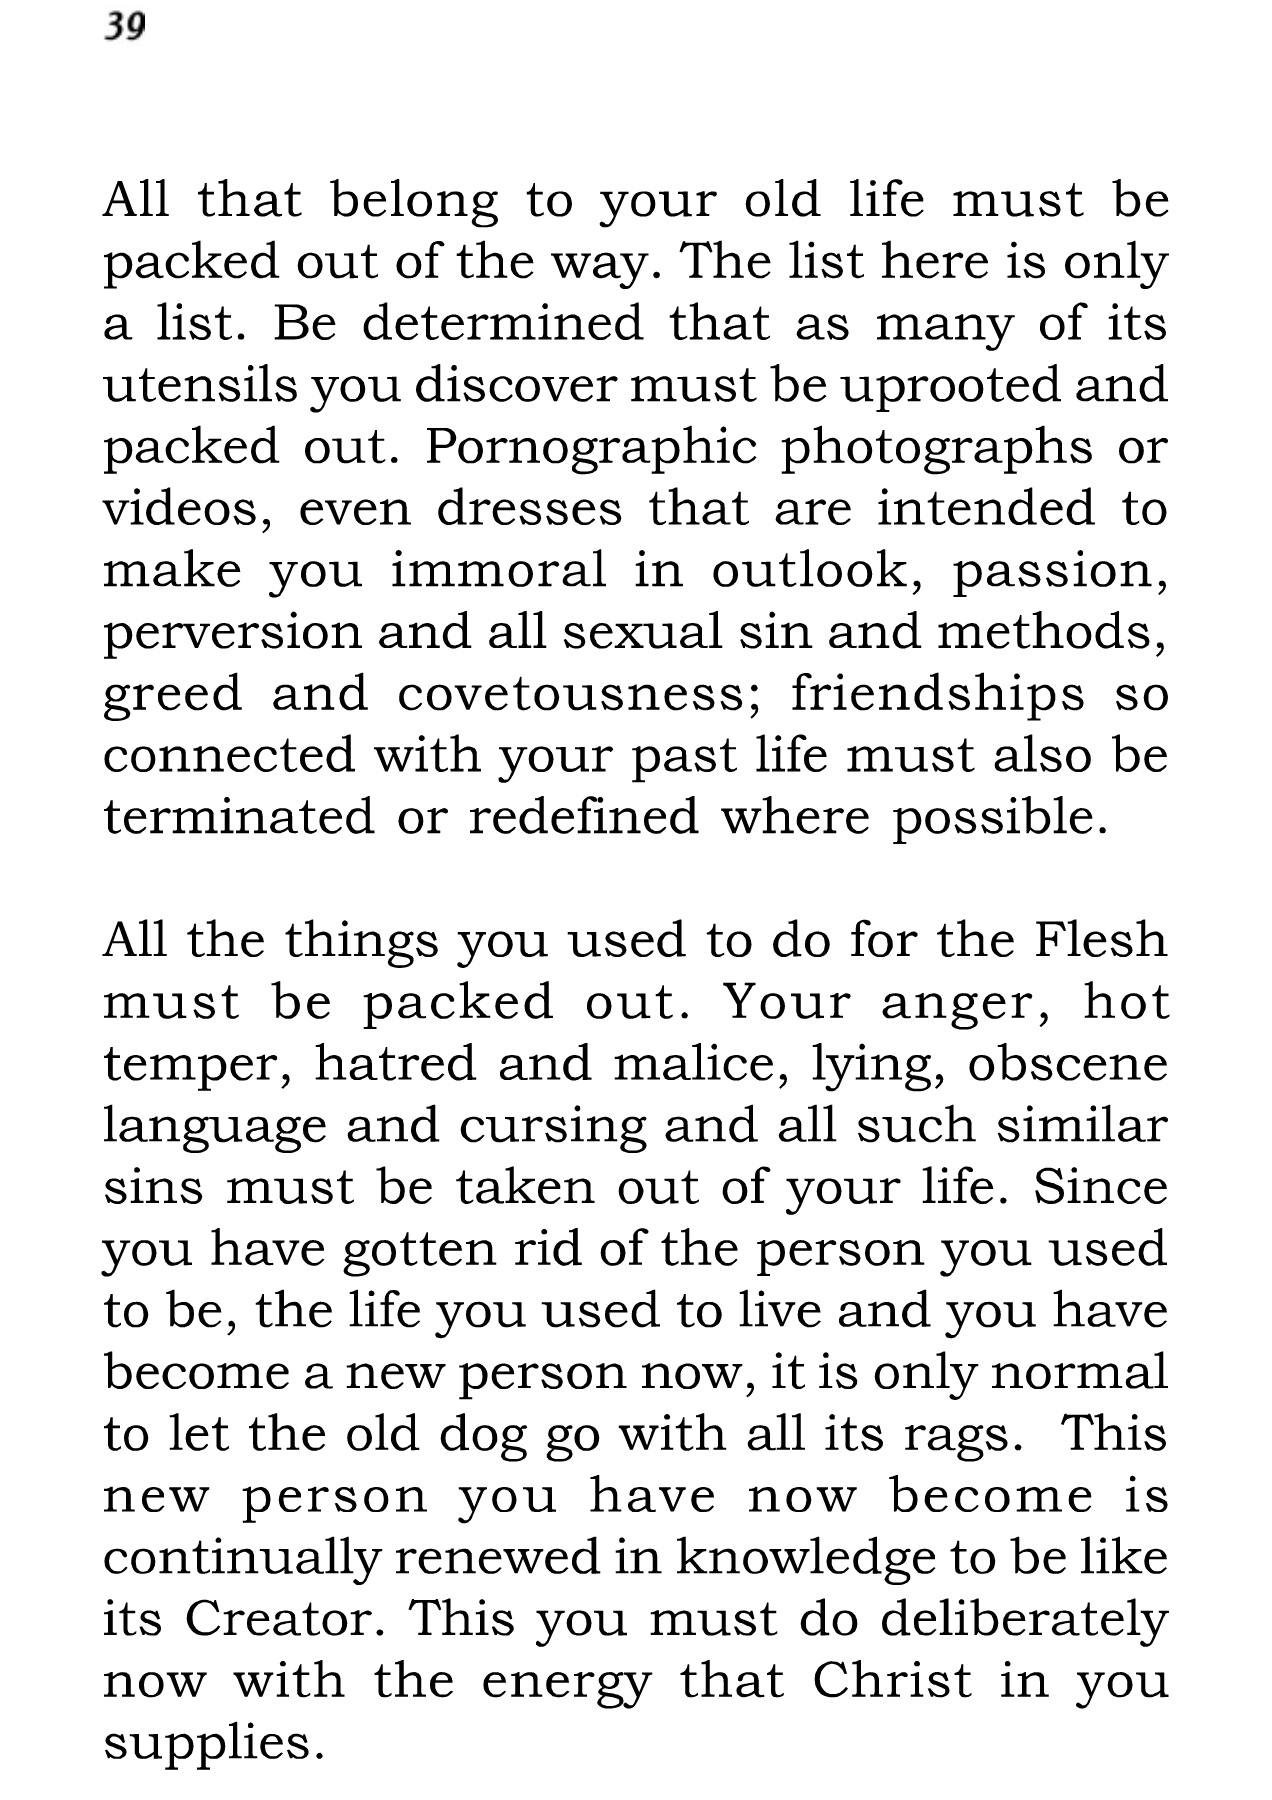 39
All that belong to your old life must be
packed out of the way. The list here is only
a list. Be determined that as many of its
utensils you discover must be uprooted and
packed out. Pornographic photographs or
videos, even dresses that are intended to
make you immoral in outlook, passion,
perversion and all sexual sin and methods,
greed and covetousness; friendships so
connected with your past life must also be
terminated or redefined where possible.
All the things you used to do for the Flesh
must be packed out. Your anger, hot
temper, hatred and malice, lying, obscene
language and cursing and all such similar
sins must be taken out of your life. Since
you have gotten rid of the person you used
to be, the life you used to live and you have
become a new person now, it is only normal
to let the old dog go with all its rags. This
new person you have now become is
continually renewed in knowledge to be like
its Creator. This you must do deliberately
now with the energy that Christ in you
supplies.